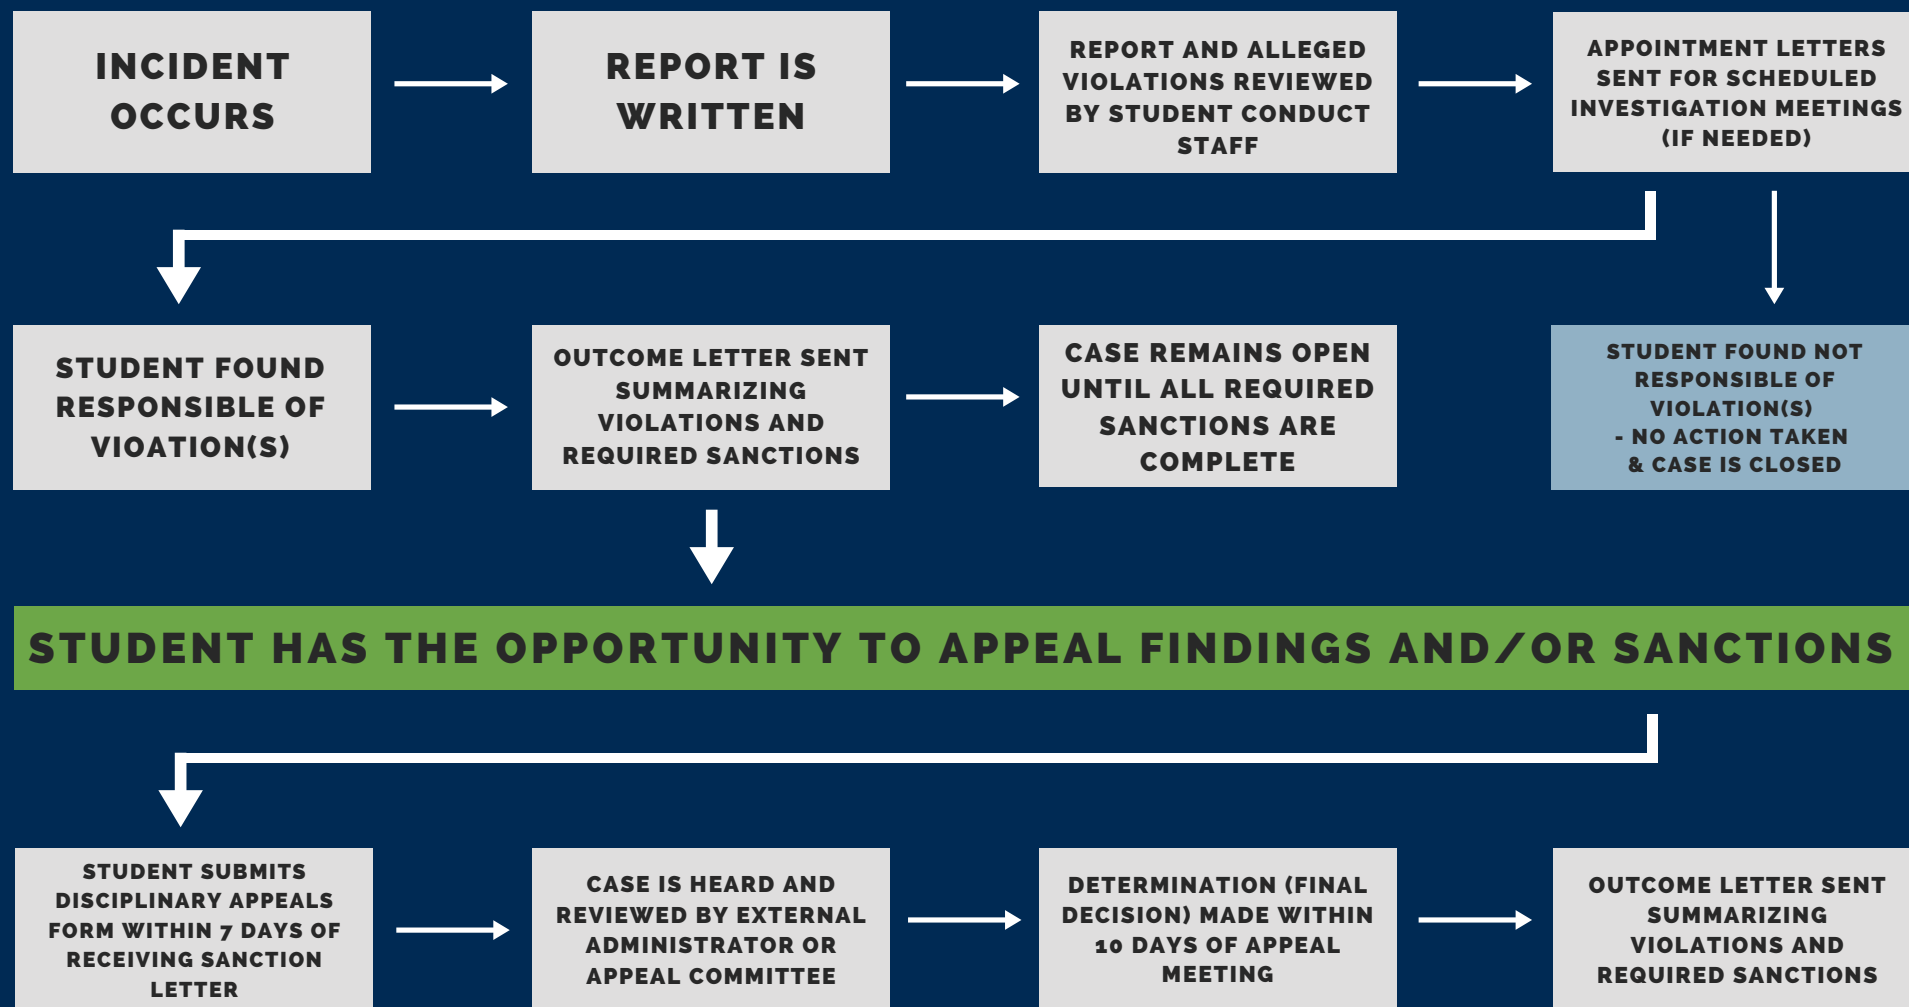 INCIDENT
OCCURS
REPORT IS
WRITTEN
REPORT AND ALLEGED
VIOLATIONS REVIEWED
BY STUDENT CONDUCT
STAFF
APPOINTMENT LETTERS
SENT FOR SCHEDULED
INVESTIGATION MEETINGS
(IF NEEDED)
STUDENT FOUND
RESPONSIBLE OF
VIOATION(S)
OUTCOME LETTER SENT
SUMMARIZING
VIOLATIONS AND
REQUIRED SANCTIONS
CASE REMAINS OPEN
UNTIL ALL REQUIRED
SANCTIONS ARE
COMPLETE
STUDENT FOUND NOT
RESPONSIBLE OF
VIOLATION(S)
- NO ACTION TAKEN
& CASE IS CLOSED
STUDENT HAS THE OPPORTUNITY TO APPEAL FINDINGS AND/OR SANCTIONS
STUDENT SUBMITS
DISCIPLINARY APPEALS
FORM WITHIN 7 DAYS OF
RECEIVING SANCTION
LETTER
CASE IS HEARD AND
REVIEWED BY EXTERNAL
ADMINISTRATOR OR
APPEAL COMMITTEE
DETERMINATION (FINAL
DECISION) MADE WITHIN
10 DAYS OF APPEAL
MEETING
OUTCOME LETTER SENT
SUMMARIZING
VIOLATIONS AND
REQUIRED SANCTIONS